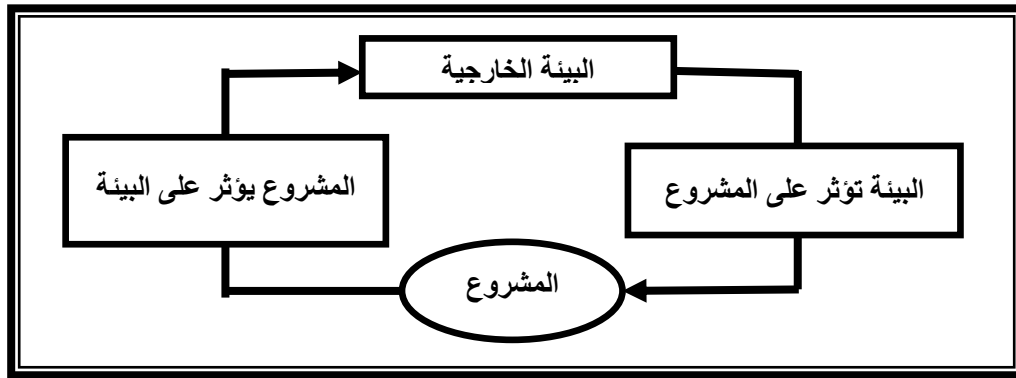 البيئة الخارجية
البيئة تؤثر على المشروع
المشروع يؤثر على البيئة
المشروع